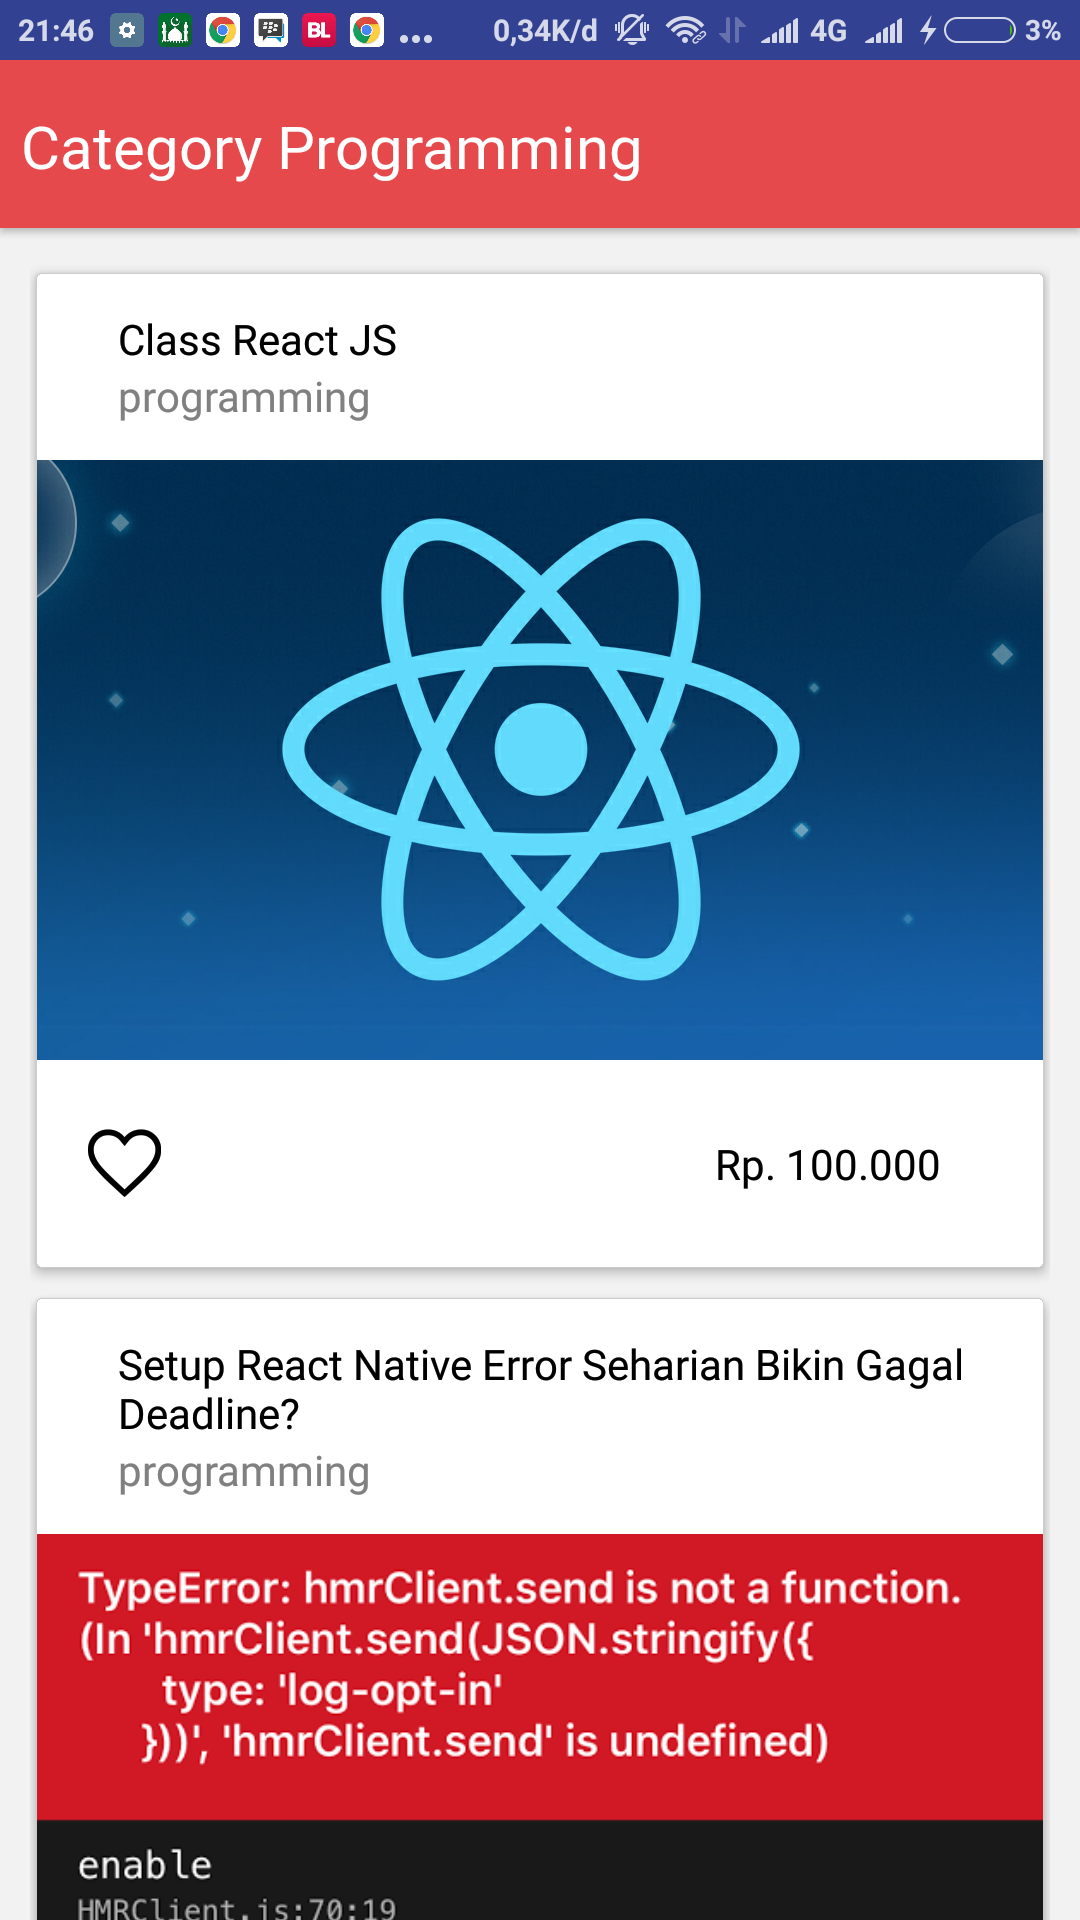 21:46 BL ... 0,34K/d 4G 3%
Category Programming
Class React JS
programming
Rp. 100.000
Setup React Native Error Seharian Bikin Gagal
Deadline?
programming
TypeError: hmrClient.send is not a function.
(In 'hmrClient.send(JSON.stringify({
type: 'log-opt-in'
}))', 'hmrClient.send' is undefined)
enable
HMRClient.js:70:19